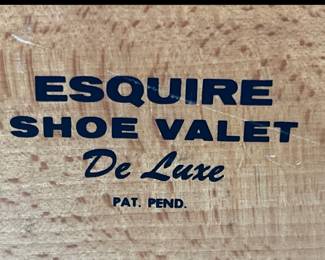 ESQUIRE
SHOE VALET
De Luxe
PAT. PEND.